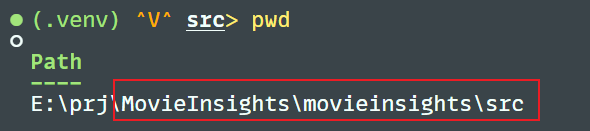 (.venv) ^V^ src> pwd
Path
----
E:\prj\MovieInsights\movieinsights\src